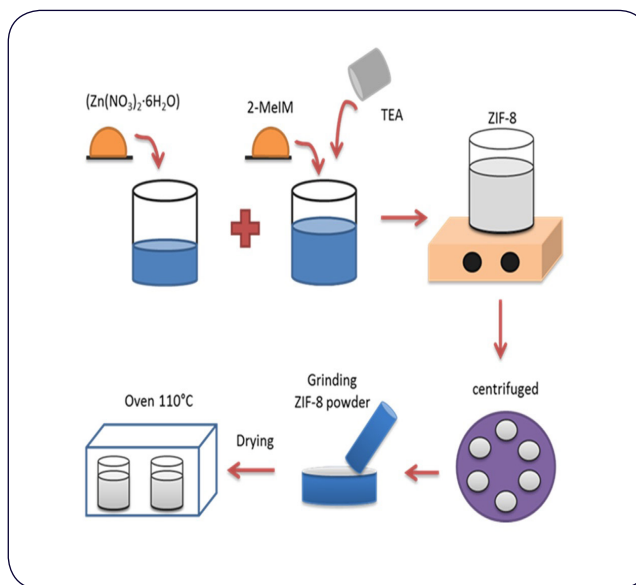 (Zn(NO₃)₂·6H₂O)
2-MeIM
TEA
ZIF-8
centrifuged
Grinding
ZIF-8 powder
Drying
Oven 110°C